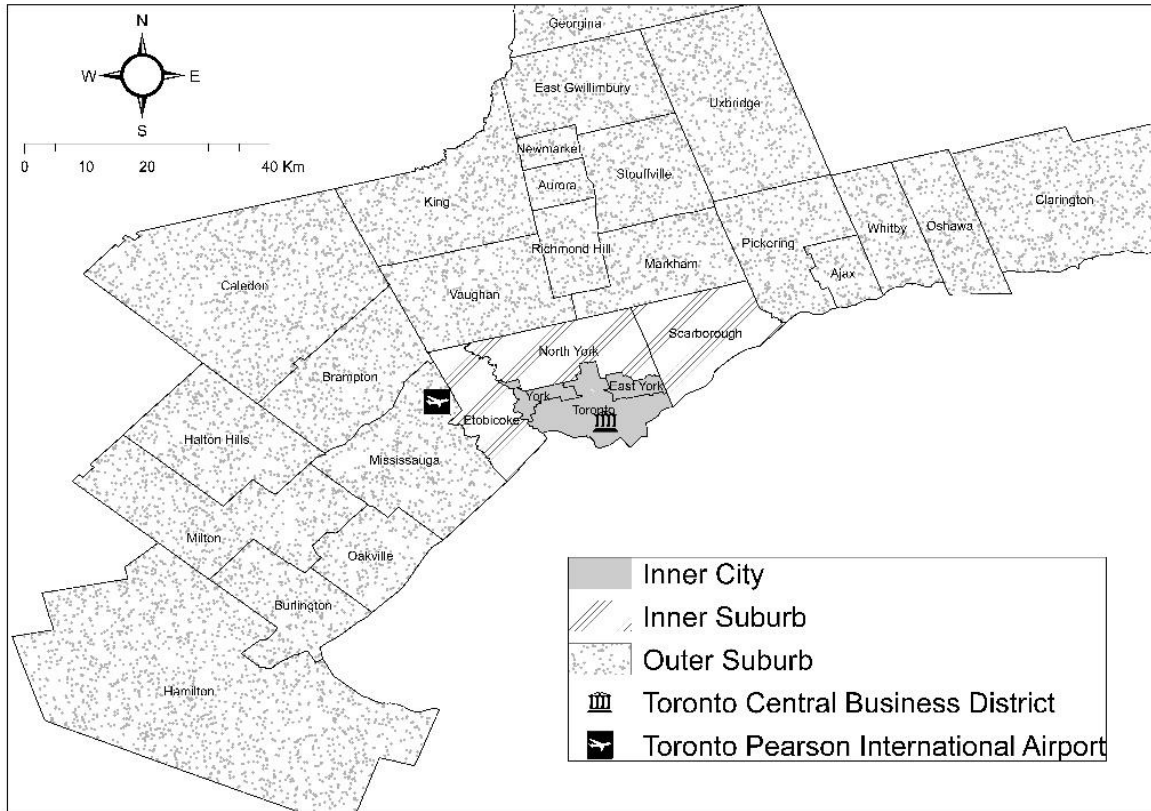 Georgina
N
W E
S
East Gwillimbury
Uxbridge
0 10 20 40 Km
Newmarket
Stouffville
Aurora
Clarington
King
Whitby
Oshawa
Richmond Hill
Pickering
Markham
Ajax
Caledon
Vaughan
Scarborough
North York
Brampton
East York
York
Toronto
Etobicoke
Halton Hills
Mississauga
Milton
Oakville
Burlington
Hamilton
Inner City
Inner Suburb
Outer Suburb
Toronto Central Business District
Toronto Pearson International Airport